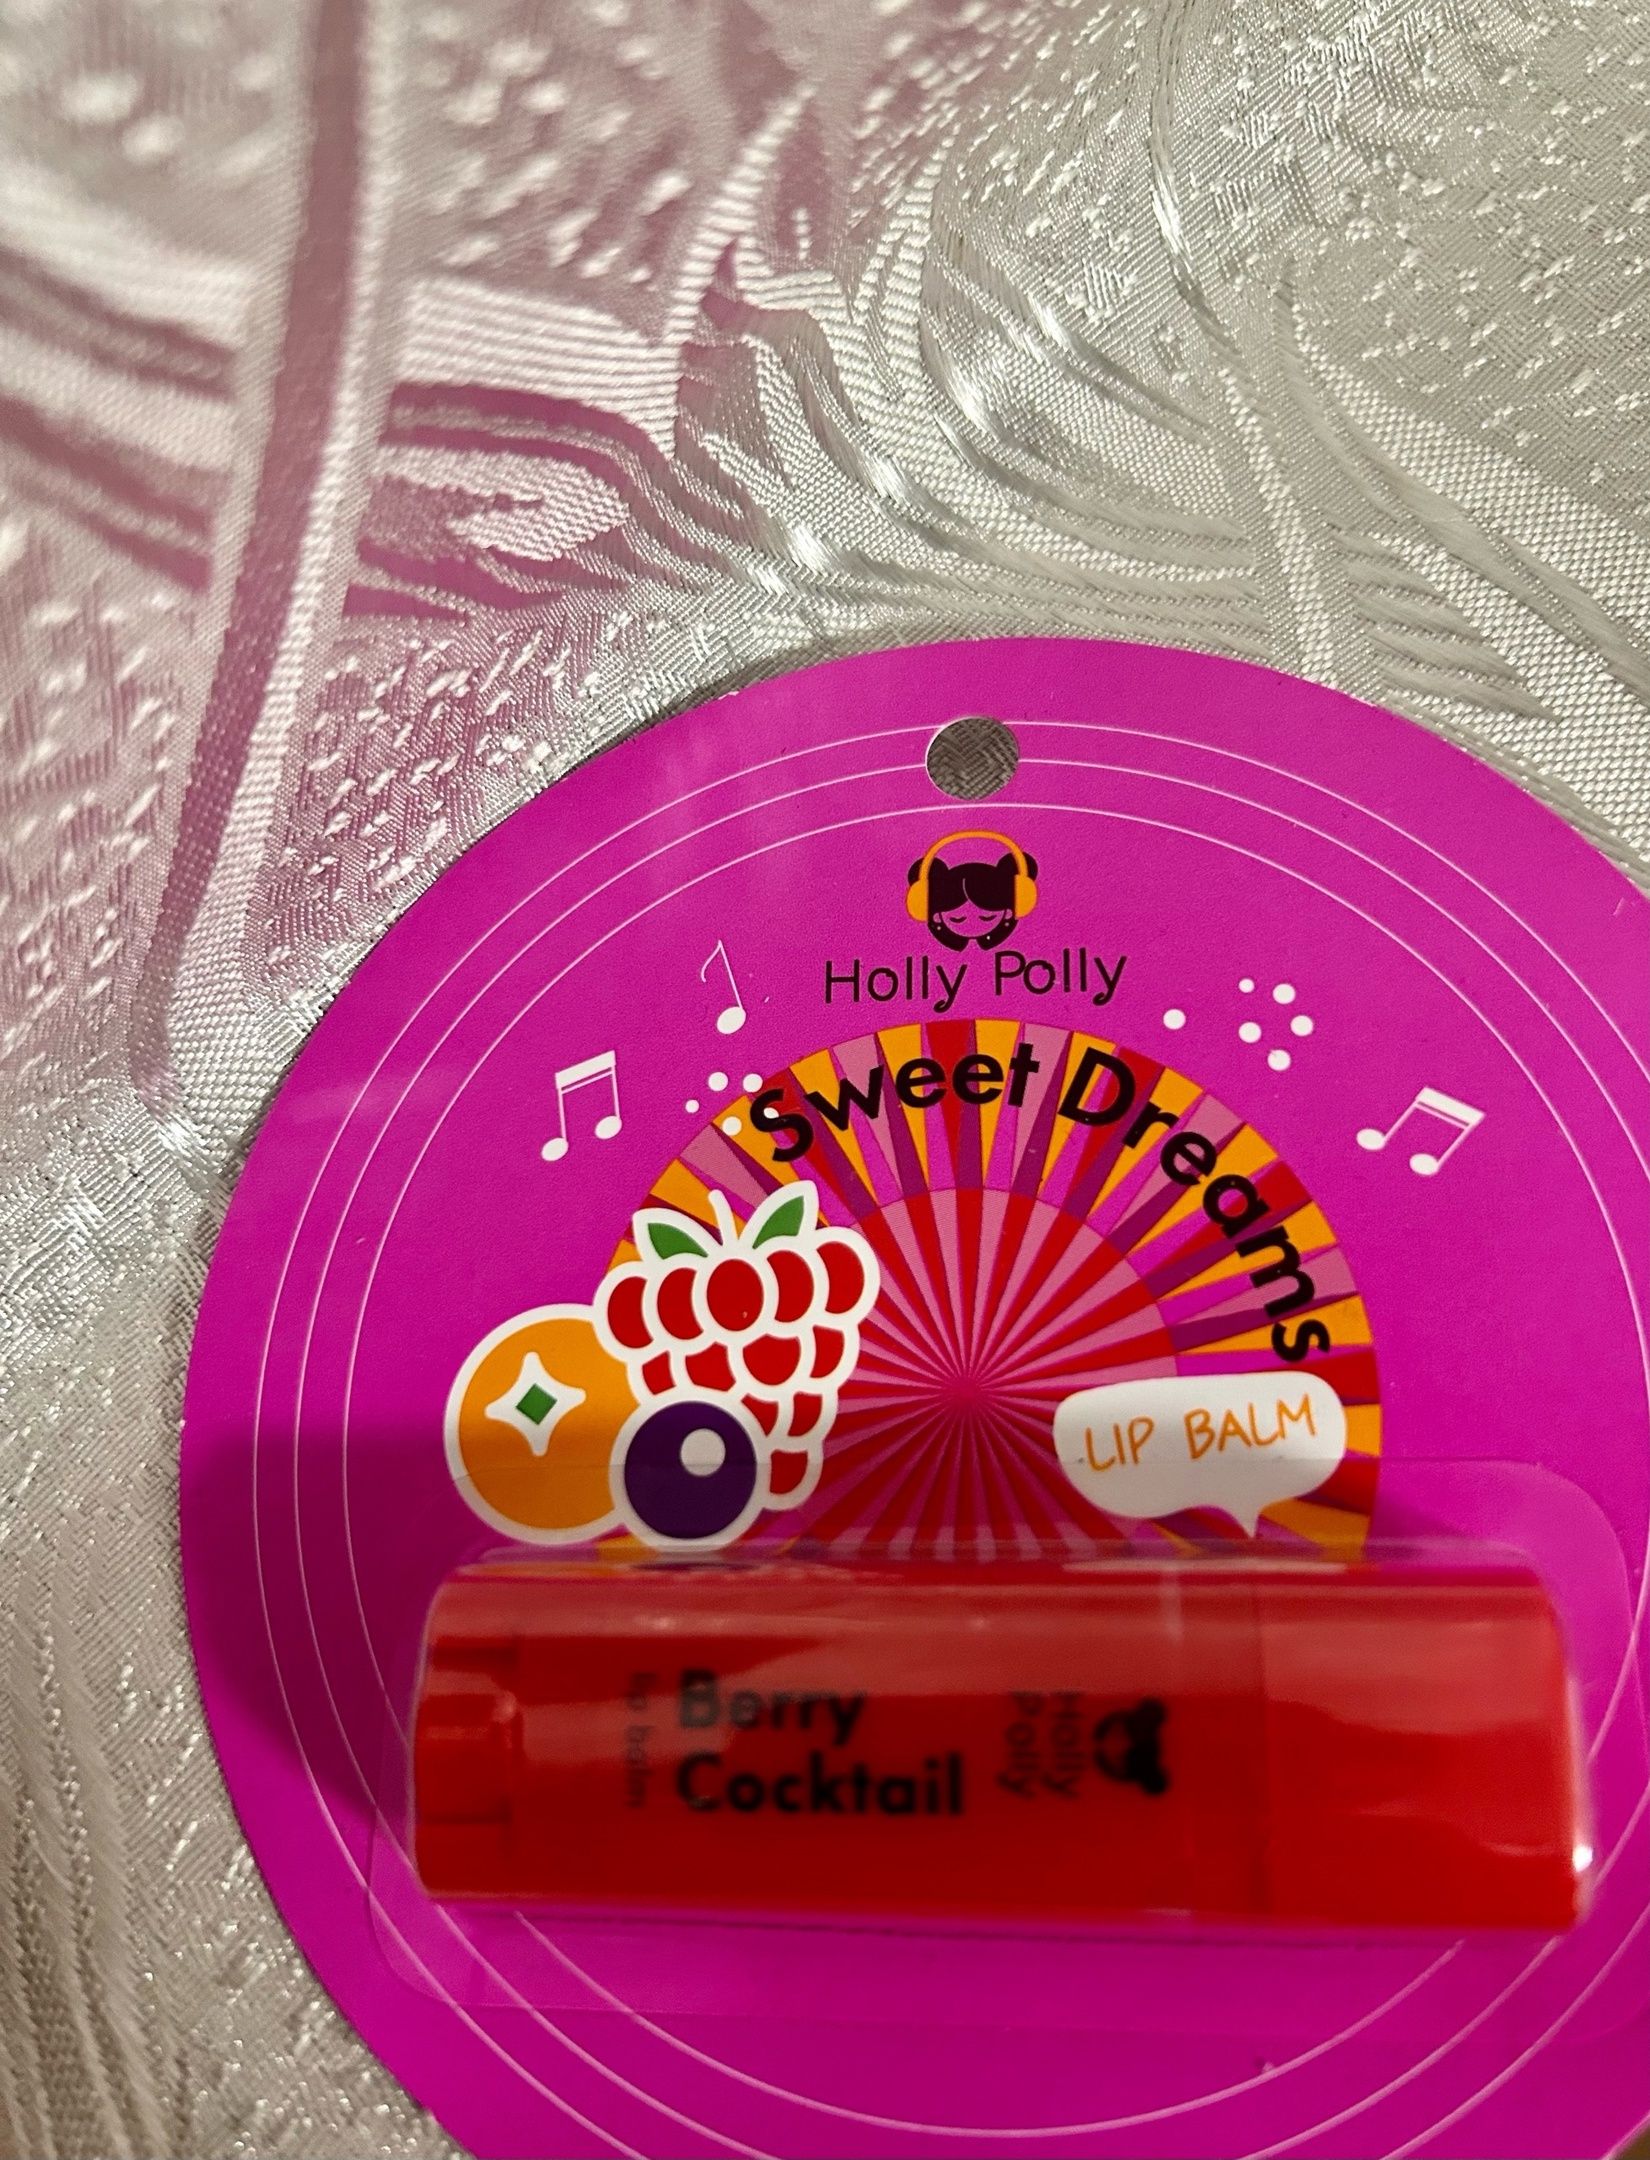 Holly Polly
Sweet Dreams
LIP BALM
lip balm
Berry
Cocktail
Holly
Polly